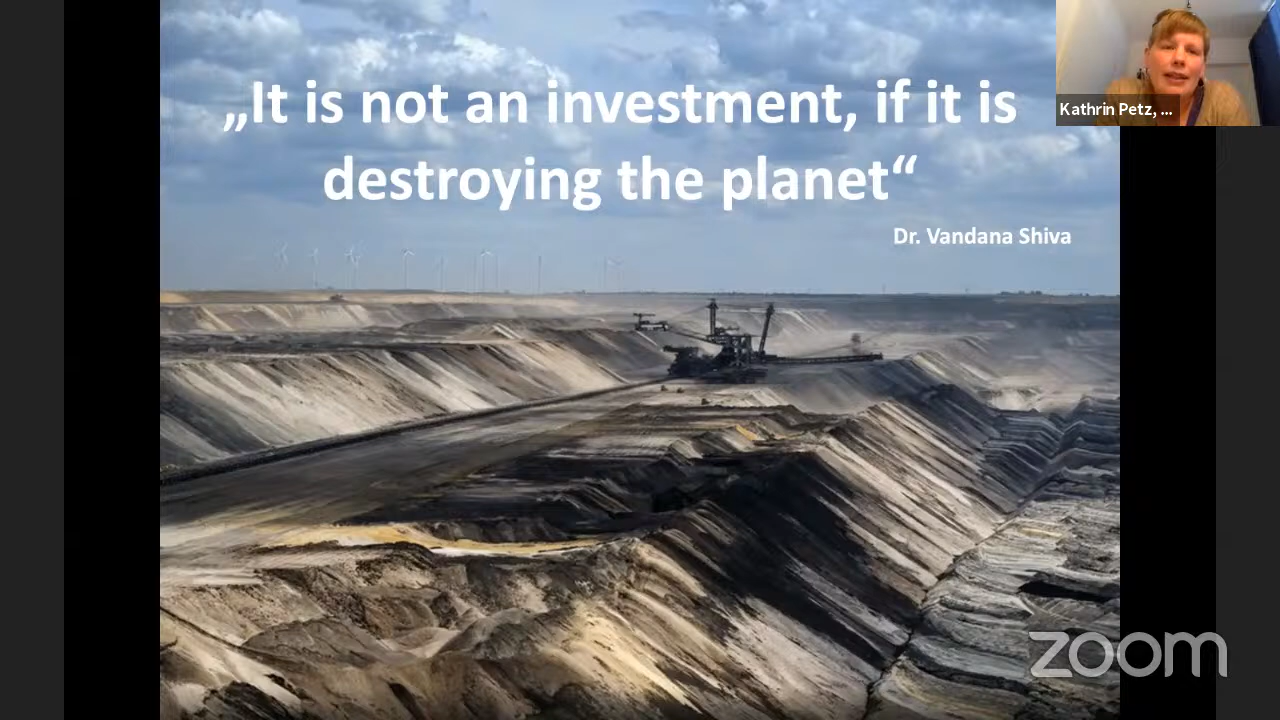 „It is not an investment, if it is
destroying the planet“
Dr. Vandana Shiva
Kathrin Petz, ...
zoom